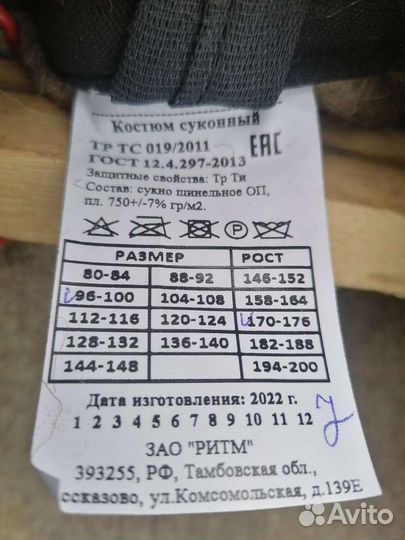 Костюм суконный
ТР ТС 019/2011 ЕАС
ГОСТ 12.4.297-2013
Защитные свойства: Тр Ти
Состав: сукно шинельное ОП,
пл. 750+/-7% гр/м2.
P
РАЗМЕР РОСТ
80-84 88-92 146-152
96-100 104-108 158-164
112-116 120-124 170-176
128-132 136-140 182-188
144-148 194-200
Дата изготовления: 2022 г.
1 2 3 4 5 6 7 8 9 10 11 12
ЗАО "РИТМ"
393255, РФ, Тамбовская обл.,
ссказово, ул.Комсомольская, д.139Е
Avito